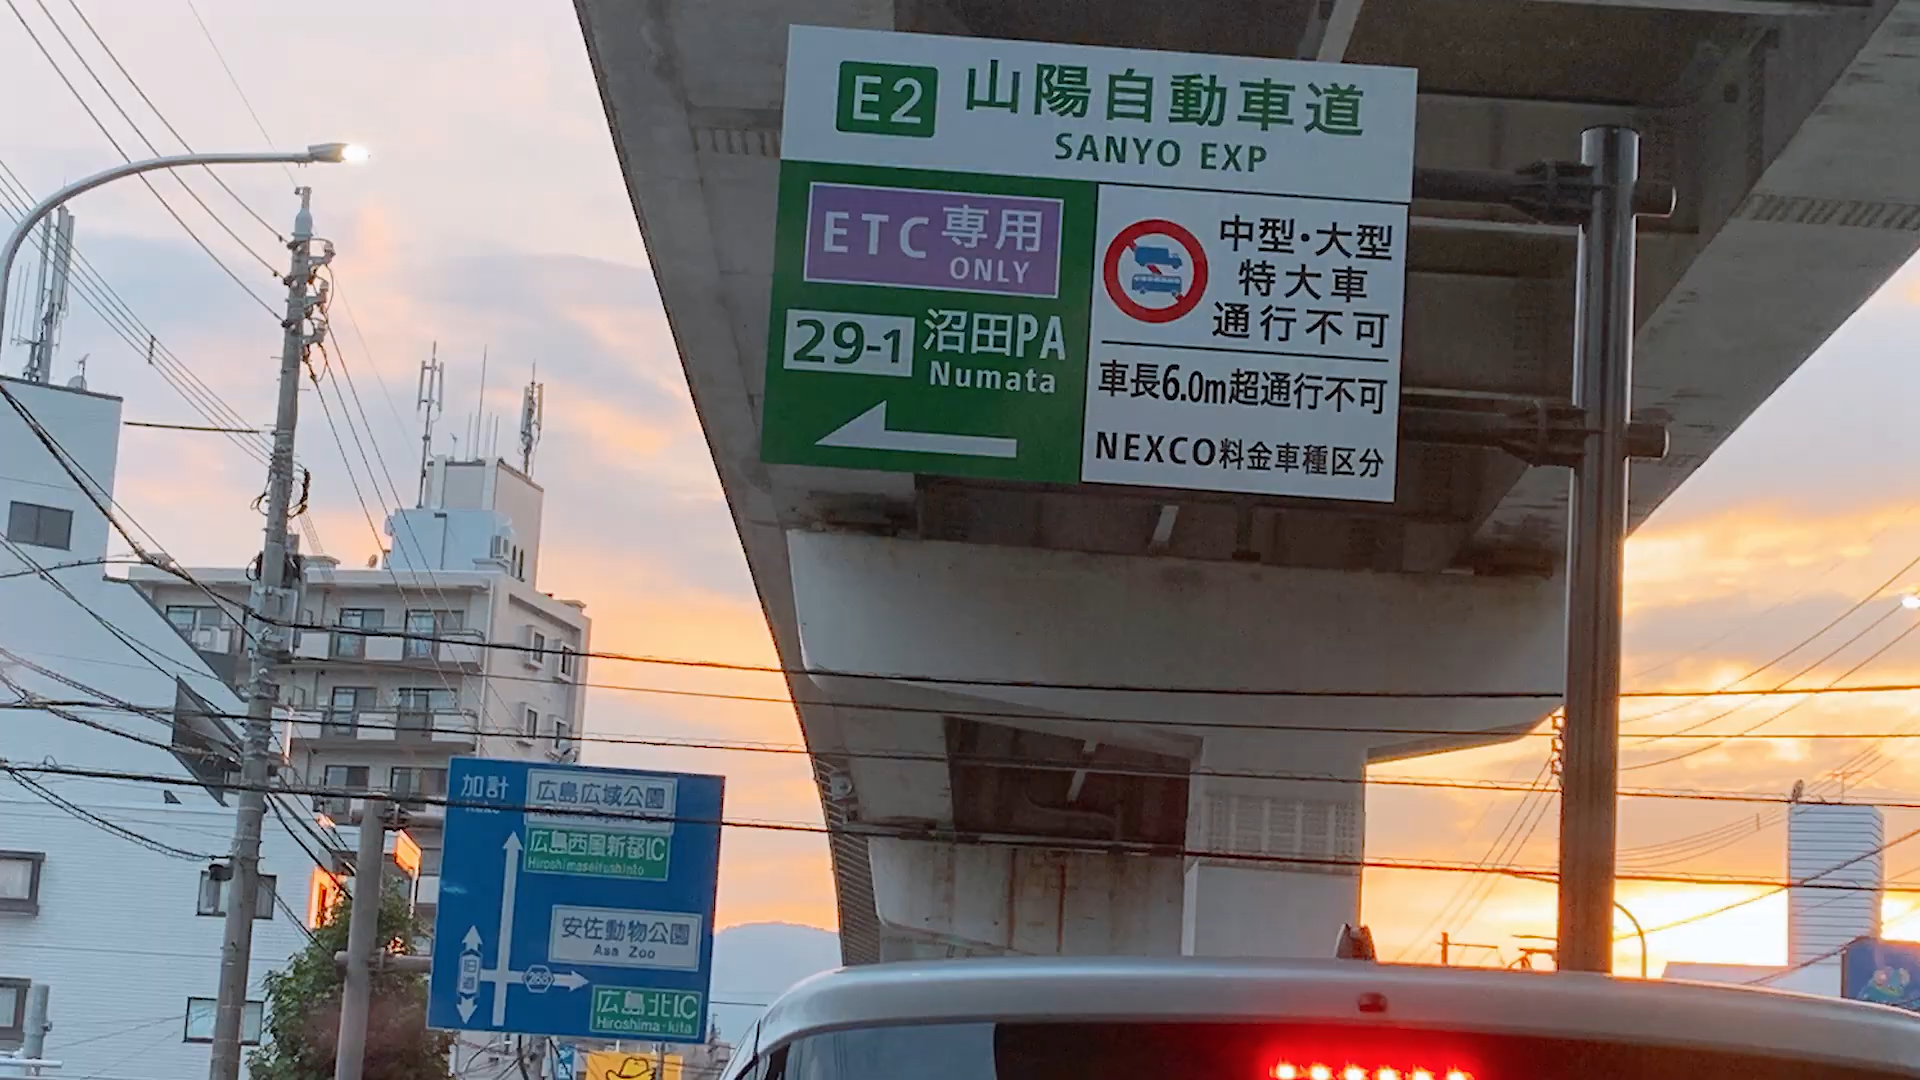 E2 山陽自動車道
SANYO EXP
ETC 専用
ONLY
29-1 沼田PA
Numata
中型・大型
特大車
通行不可
車長6.0m超通行不可
NEXCO料金車種区分
加計
Kake
広島広域公園
広島西風新都IC
Hiroshimaseifushinto
安佐動物公園
Asa Zoo
旧道
268
広島北IC
Hiroshima-kita